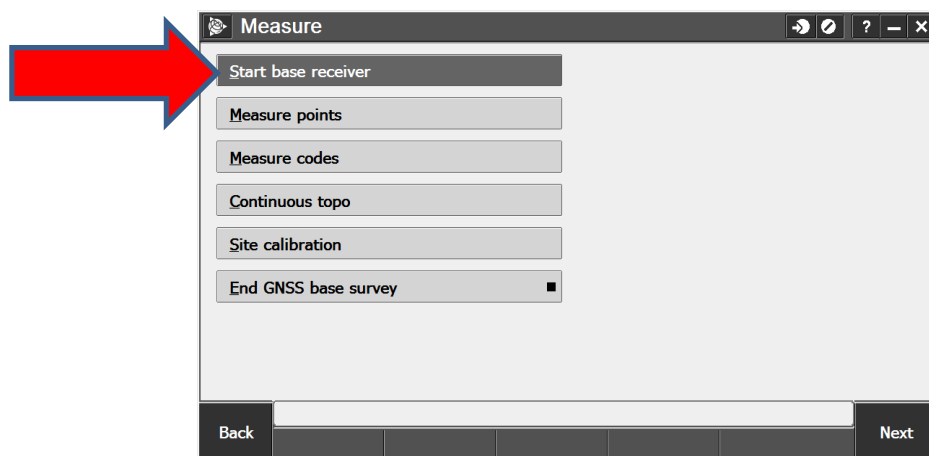 Measure
?
Start base receiver
Measure points
Measure codes
Continuous topo
Site calibration
End GNSS base survey
Back
Next